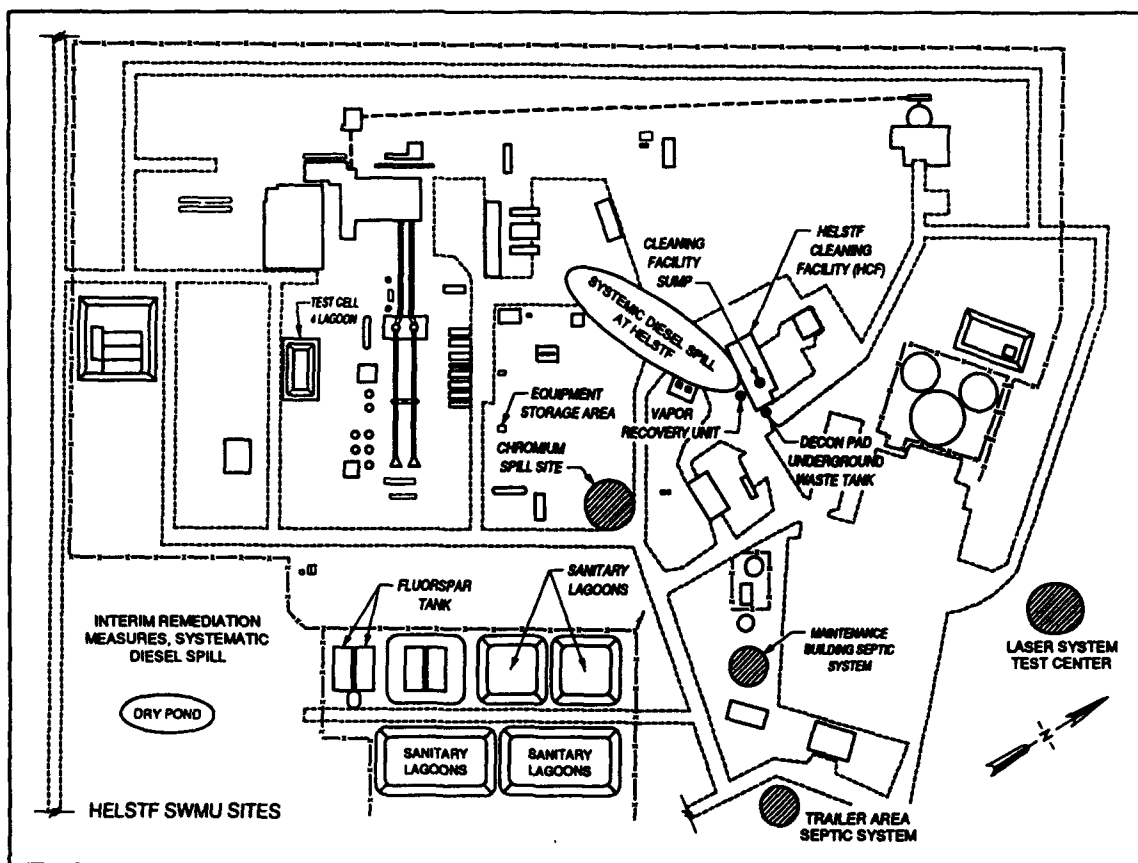 CLEANING
FACILITY
SUMP
HELSTF
CLEANING
FACILITY (HCF)
SYSTEMIC DIESEL SPILL
AT HELSTF
TEST CELL
4 LAGOON
EQUIPMENT
STORAGE AREA
VAPOR
RECOVERY UNIT
CHROMIUM
SPILL SITE
DECON PAD
UNDERGROUND
WASTE TANK
FLUORSPAR
TANK
SANITARY
LAGOONS
INTERIM REMEDIATION
MEASURES, SYSTEMATIC
DIESEL SPILL
MAINTENANCE
BUILDING SEPTIC
SYSTEM
LASER SYSTEM
TEST CENTER
DRY POND
N
SANITARY
LAGOONS
SANITARY
LAGOONS
HELSTF SWMU SITES
TRAILER AREA
SEPTIC SYSTEM